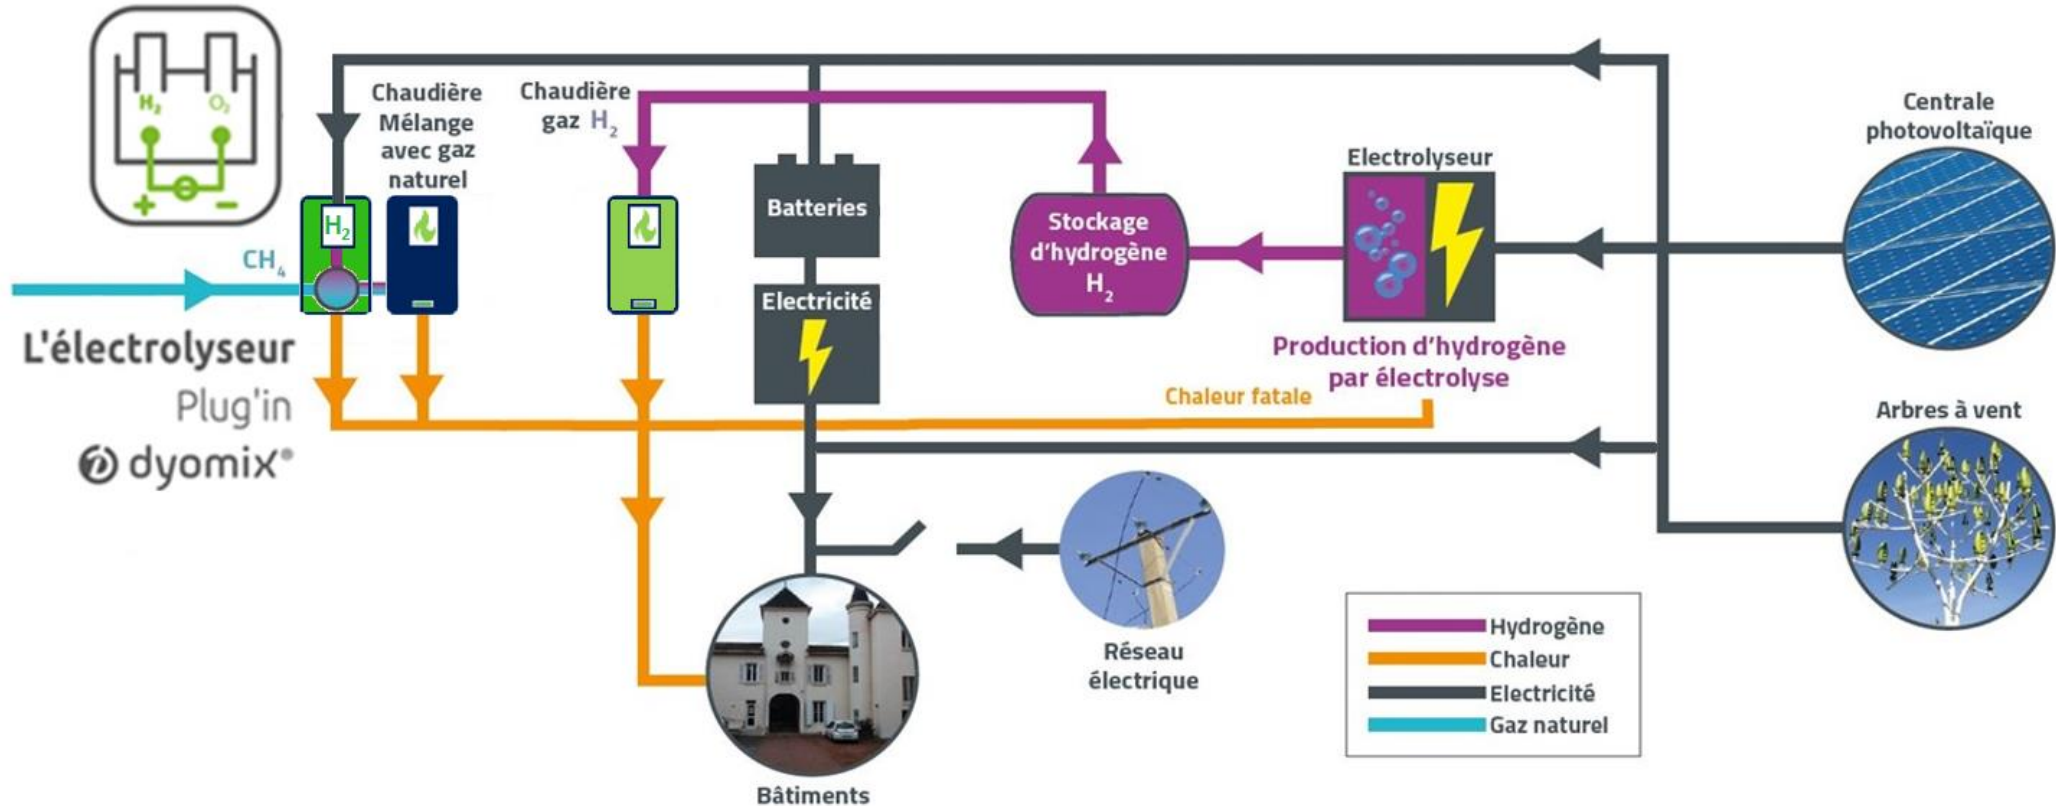 H₂ O₂
+ −
Chaudière
Mélange
avec gaz
naturel
H₂
CH₄
L'électrolyseur
Plug'in
dyomix®
Chaudière
gaz H₂
Batteries
Electricité
Stockage
d'hydrogène
H₂
Electrolyseur
Production d'hydrogène
par électrolyse
Chaleur fatale
Centrale
photovoltaïque
Arbres à vent
Réseau
électrique
Bâtiments
Hydrogène
Chaleur
Electricité
Gaz naturel